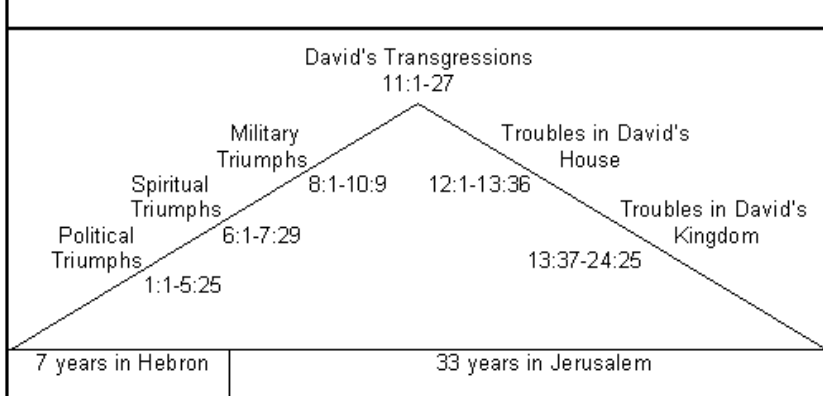 David's Transgressions
11:1-27
Military
Triumphs
8:1-10:9
Spiritual
Triumphs
6:1-7:29
Political
Triumphs
1:1-5:25
Troubles in David's
House
12:1-13:36
Troubles in David's
Kingdom
13:37-24:25
7 years in Hebron
33 years in Jerusalem